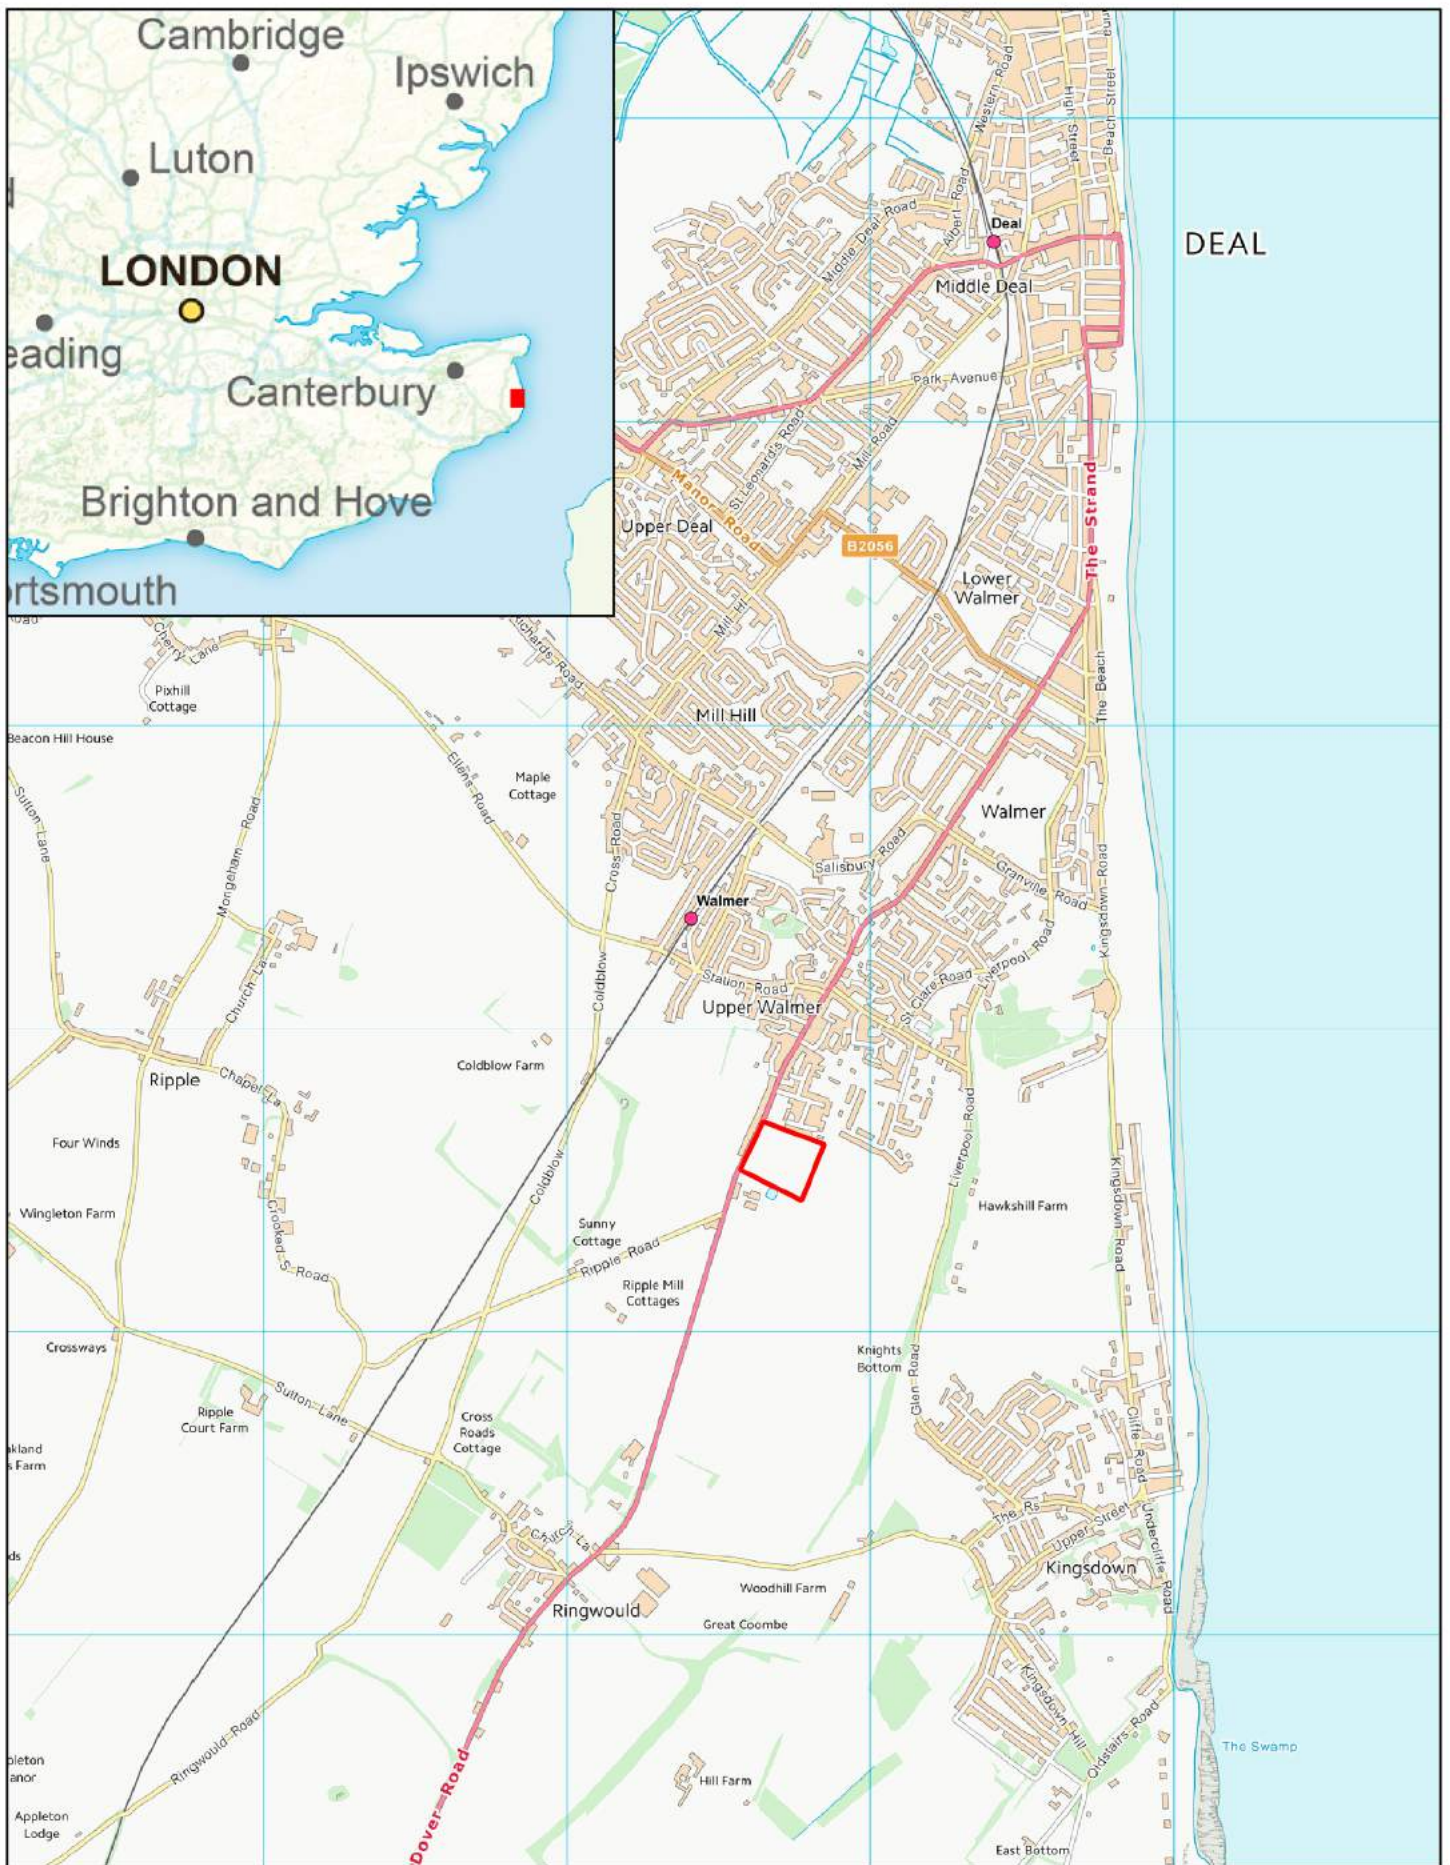 Cambridge
Ipswich
Luton
LONDON
eading
Canterbury
Brighton and Hove
rtsmouth
DEAL
Western Road
High Street
Beach Street
Albert Road
Middle Deal Road
Deal
Middle Deal
Park Avenue
St Leonard's Road
Mill Road
Manor Road
Upper Deal
B2056
The Strand
Lower
Walmer
Mill Hi
Richards Road
Cherry Lane
Pixhill
Cottage
Mill Hill
The Beach
Beacon Hill House
Ellens Road
Maple
Cottage
Sutton Lane
Mongeham Road
Cross Road
Walmer
Salisbury Road
Granville Road
Kingsdown Road
Walmer
Church La
Coldblow
Station Road
Upper Walmer
St Clare Road
Liverpool Road
Ripple
Chapel La
Coldblow Farm
Four Winds
Coldblow
Liverpool Road
Kingsdown Road
Wingleton Farm
Crooked S Road
Sunny
Cottage
Ripple Road
Hawkshill Farm
Ripple Mill
Cottages
Crossways
Knights
Bottom
Glen Road
Sutton Lane
Ripple
Court Farm
Cross
Roads
Cottage
Cliffe Road
akland
s Farm
The Rs
Upper Street
Undercliffe Road
Church La
Kingsdown
ds
Woodhill Farm
Ringwould
Great Coombe
Kingsdown Hill
Oldstairs Road
Ringwould Road
The Swamp
pleton
anor
Hill Farm
Dover Road
Appleton
Lodge
East Bottom